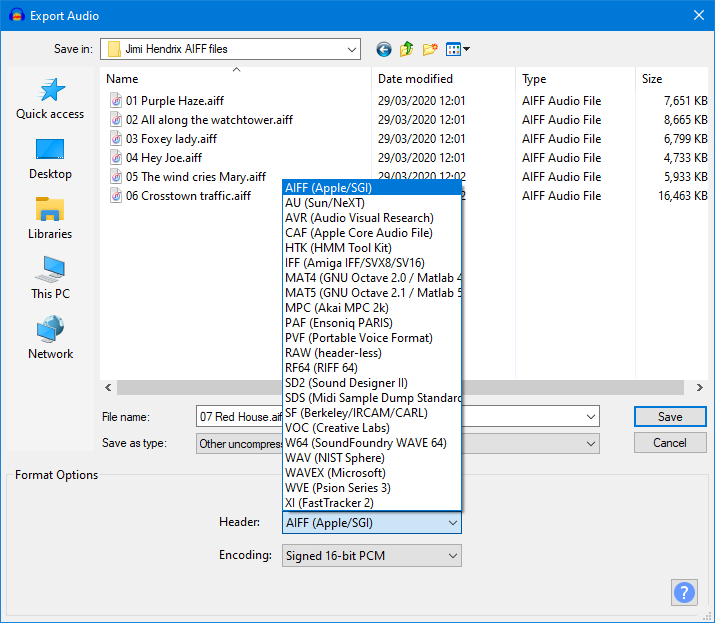 Export Audio
Save in: Jimi Hendrix AIFF files
Name Date modified Type Size
01 Purple Haze.aiff 29/03/2020 12:01 AIFF Audio File 7,651 KB
02 All along the watchtower.aiff 29/03/2020 12:01 AIFF Audio File 8,665 KB
03 Foxey lady.aiff 29/03/2020 12:01 AIFF Audio File 6,799 KB
04 Hey Joe.aiff 29/03/2020 12:01 AIFF Audio File 4,733 KB
05 The wind cries Mary.aiff 29/03/2020 12:02 AIFF Audio File 5,933 KB
06 Crosstown traffic.aiff AIFF Audio File 16,463 KB
Quick access
Desktop
Libraries
This PC
Network
AIFF (Apple/SGI)
AU (Sun/NeXT)
AVR (Audio Visual Research)
CAF (Apple Core Audio File)
HTK (HMM Tool Kit)
IFF (Amiga IFF/SVX8/SV16)
MAT4 (GNU Octave 2.0 / Matlab 4
MAT5 (GNU Octave 2.1 / Matlab 5
MPC (Akai MPC 2k)
PAF (Ensoniq PARIS)
PVF (Portable Voice Format)
RAW (header-less)
RF64 (RIFF 64)
SD2 (Sound Designer II)
SDS (Midi Sample Dump Standard
SF (Berkeley/IRCAM/CARL)
VOC (Creative Labs)
W64 (SoundFoundry WAVE 64)
WAV (NIST Sphere)
WAVEX (Microsoft)
WVE (Psion Series 3)
XI (FastTracker 2)
File name: 07 Red House.aif Save
Save as type: Other uncompres Cancel
Format Options
Header: AIFF (Apple/SGI)
Encoding: Signed 16-bit PCM
?